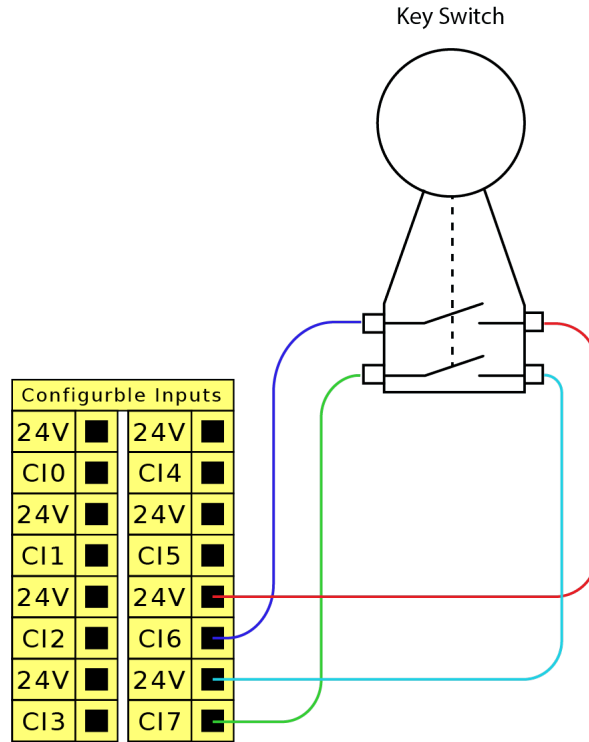 Key Switch
Configurble Inputs
24V 24V
CI0 CI4
24V 24V
CI1 CI5
24V 24V
CI2 CI6
24V 24V
CI3 CI7